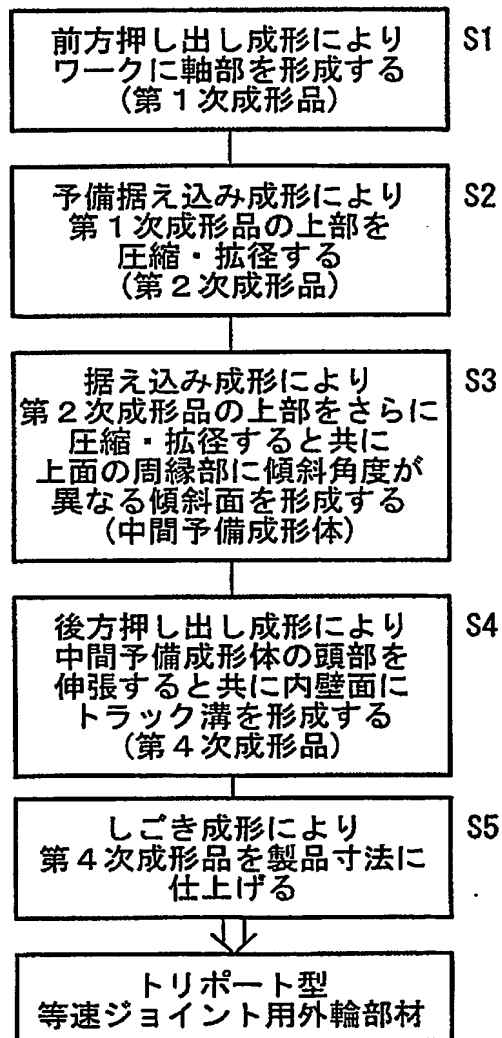 前方押し出し成形により S1
ワークに軸部を形成する
(第1次成形品)
予備据え込み成形により S2
第1次成形品の上部を
圧縮・拡径する
(第2次成形品)
据え込み成形により S3
第2次成形品の上部をさらに
圧縮・拡径すると共に
上面の周縁部に傾斜角度が
異なる傾斜面を形成する
(中間予備成形体)
後方押し出し成形により S4
中間予備成形体の頭部を
伸張すると共に内壁面に
トラック溝を形成する
(第4次成形品)
しごき成形により S5
第4次成形品を製品寸法に
仕上げる
トリポート型
等速ジョイント用外輪部材